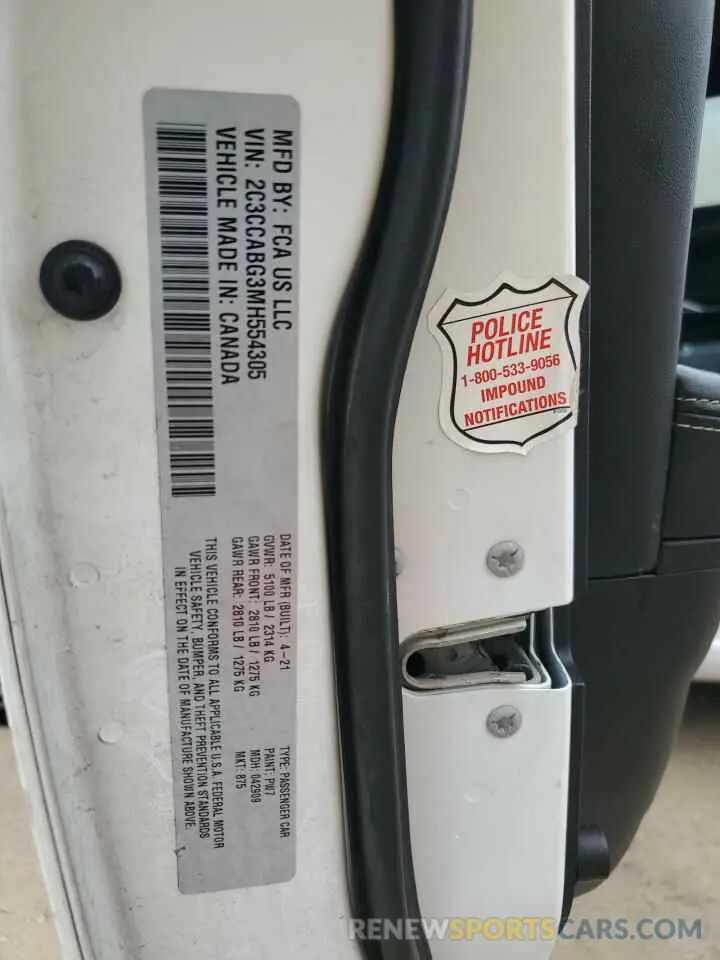 MFD BY: FCA US LLC
VIN: 2C3CCABG3MH554305
VEHICLE MADE IN: CANADA
DATE OF MFR (BUILT): 4-21
GVWR: 5100 LB / 2314 KG
GAWR FRONT: 2810 LB / 1275 KG
GAWR REAR: 2810 LB / 1275 KG
TYPE: PASSENGER CAR
PAINT: PW7
MDH: 042909
MKT: 875
THIS VEHICLE CONFORMS TO ALL APPLICABLE U.S.A. FEDERAL MOTOR
VEHICLE SAFETY, BUMPER, AND THEFT PREVENTION STANDARDS
IN EFFECT ON THE DATE OF MANUFACTURE SHOWN ABOVE.
POLICE
HOTLINE
1-800-533-9056
IMPOUND
NOTIFICATIONS
RENEWSPORTSCARS.COM